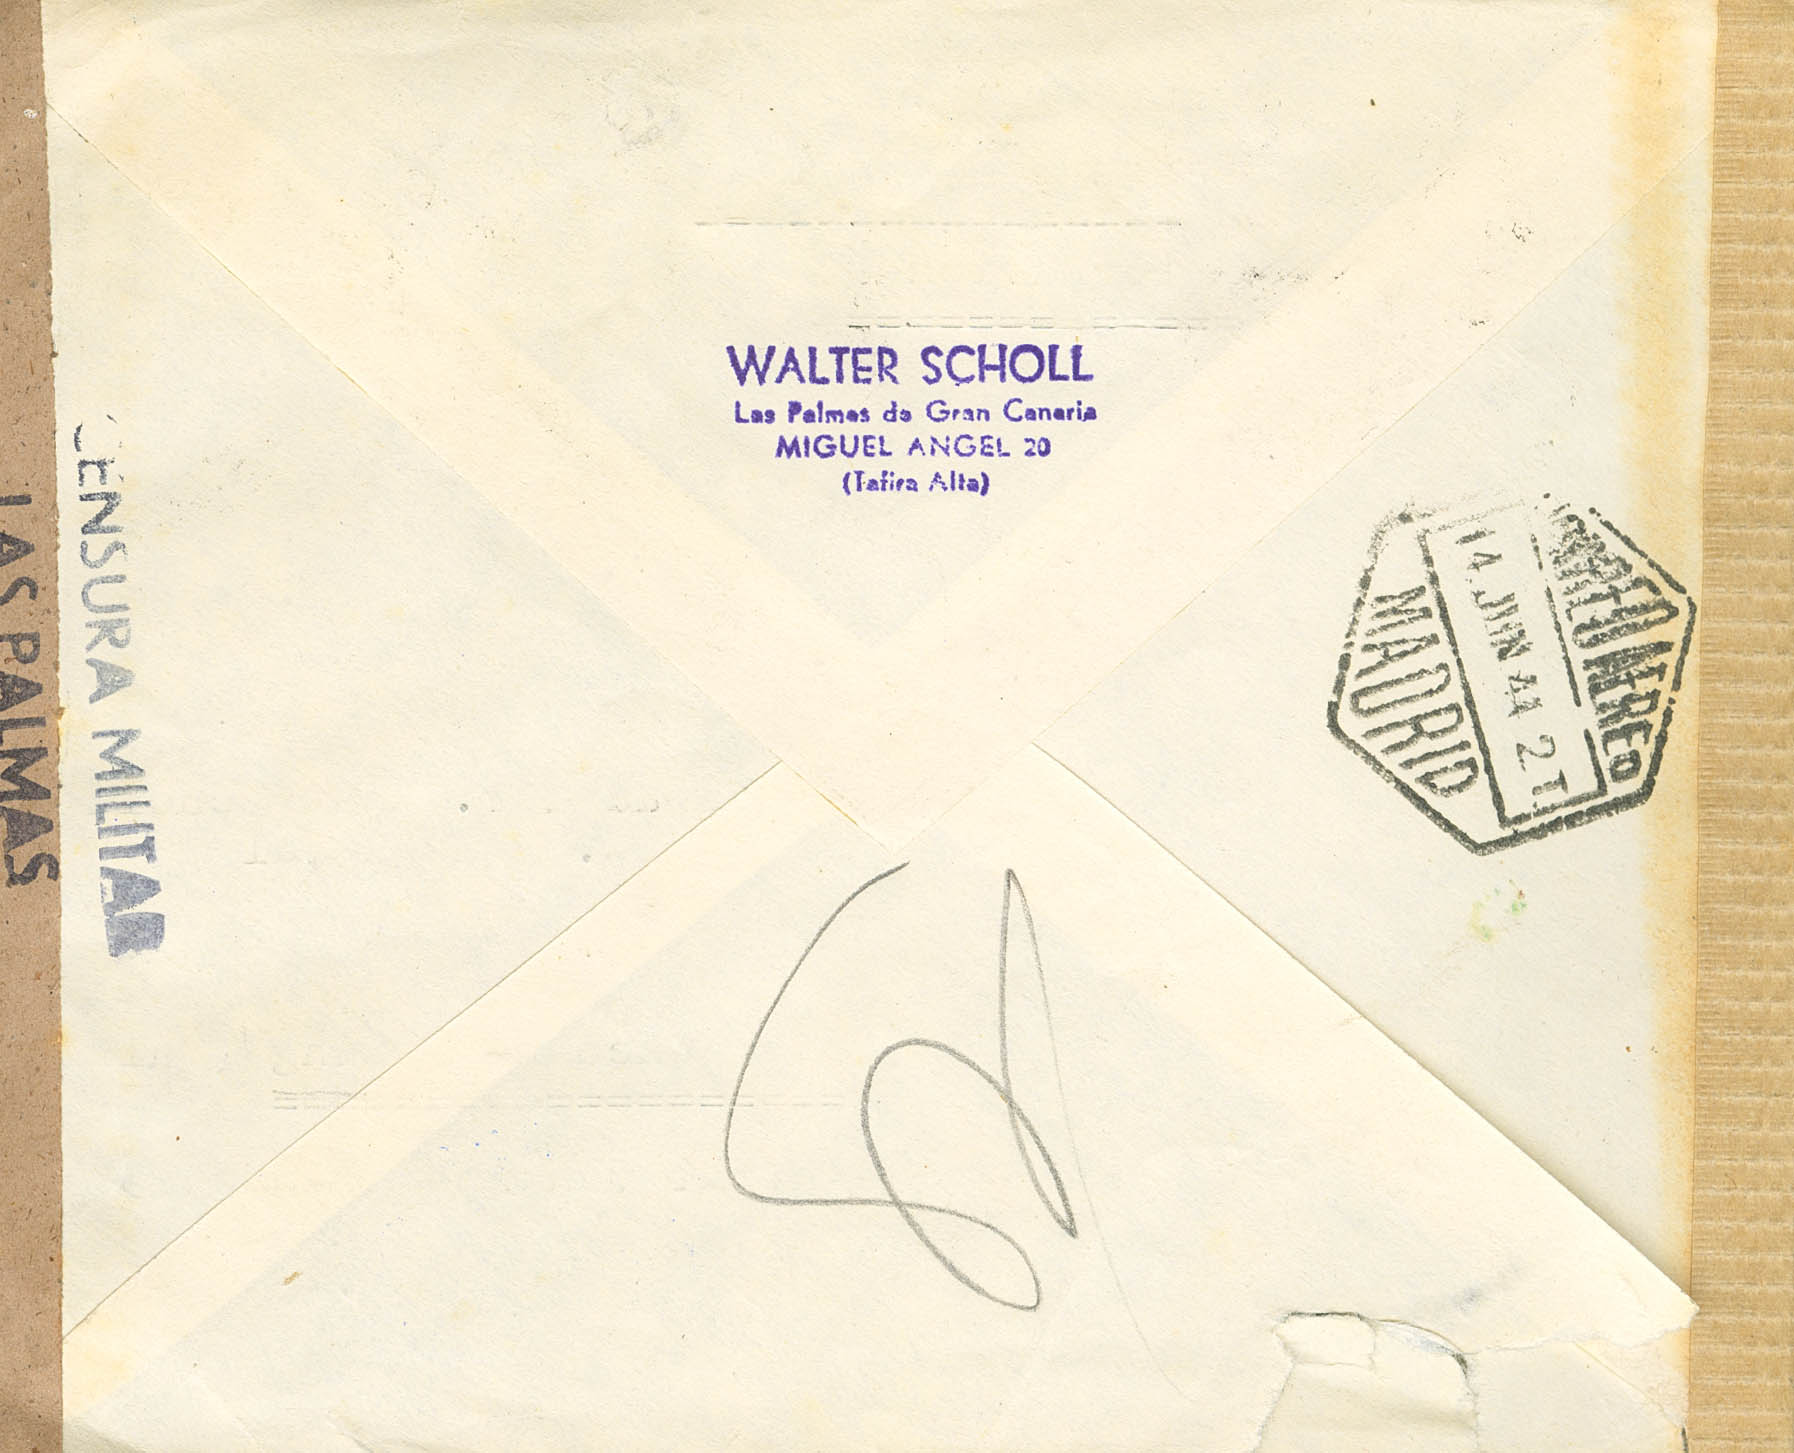 WALTER SCHOLL
Las Palmas de Gran Canaria
MIGUEL ANGEL 20
(Tafira Alta)
CENSURA MILITAR
LAS PALMAS
CORREO AEREO
14 JUN 44 2T
MADRID